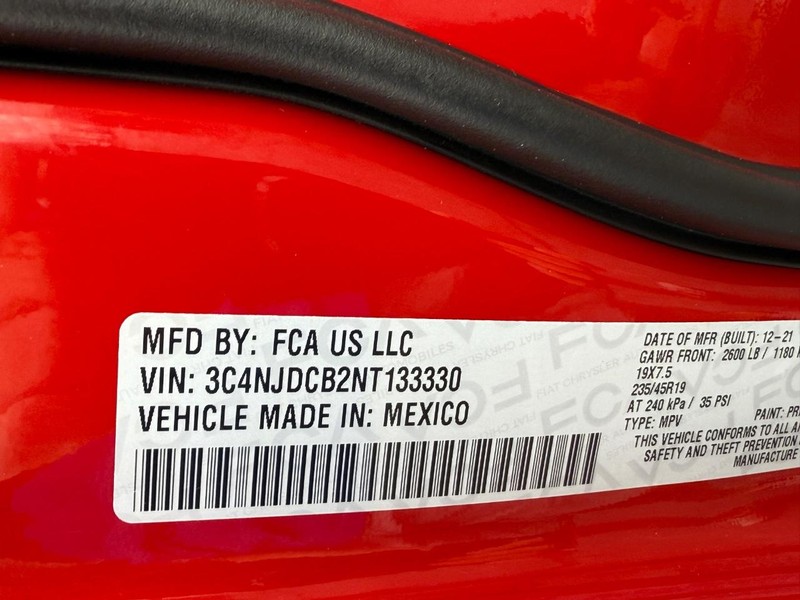 MFD BY: FCA US LLC
VIN: 3C4NJDCB2NT133330
VEHICLE MADE IN: MEXICO
DATE OF MFR (BUILT): 12-21
GAWR FRONT: 2600 LB / 1180
19X7.5
235/45R19
AT 240 kPa / 35 PSI
TYPE: MPV
PAINT:
THIS VEHICLE CONFORMS TO ALL
SAFETY AND THEFT PREVENTION
MANUFACTURE